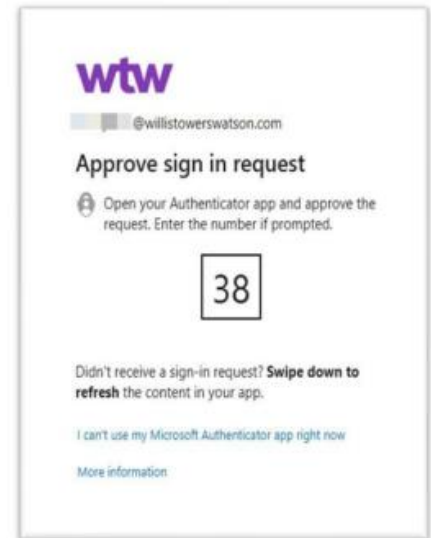 wtw
@willistowerswatson.com
Approve sign in request
Open your Authenticator app and approve the
request. Enter the number if prompted.
38
Didn't receive a sign-in request? Swipe down to
refresh the content in your app.
I can't use my Microsoft Authenticator app right now
More information